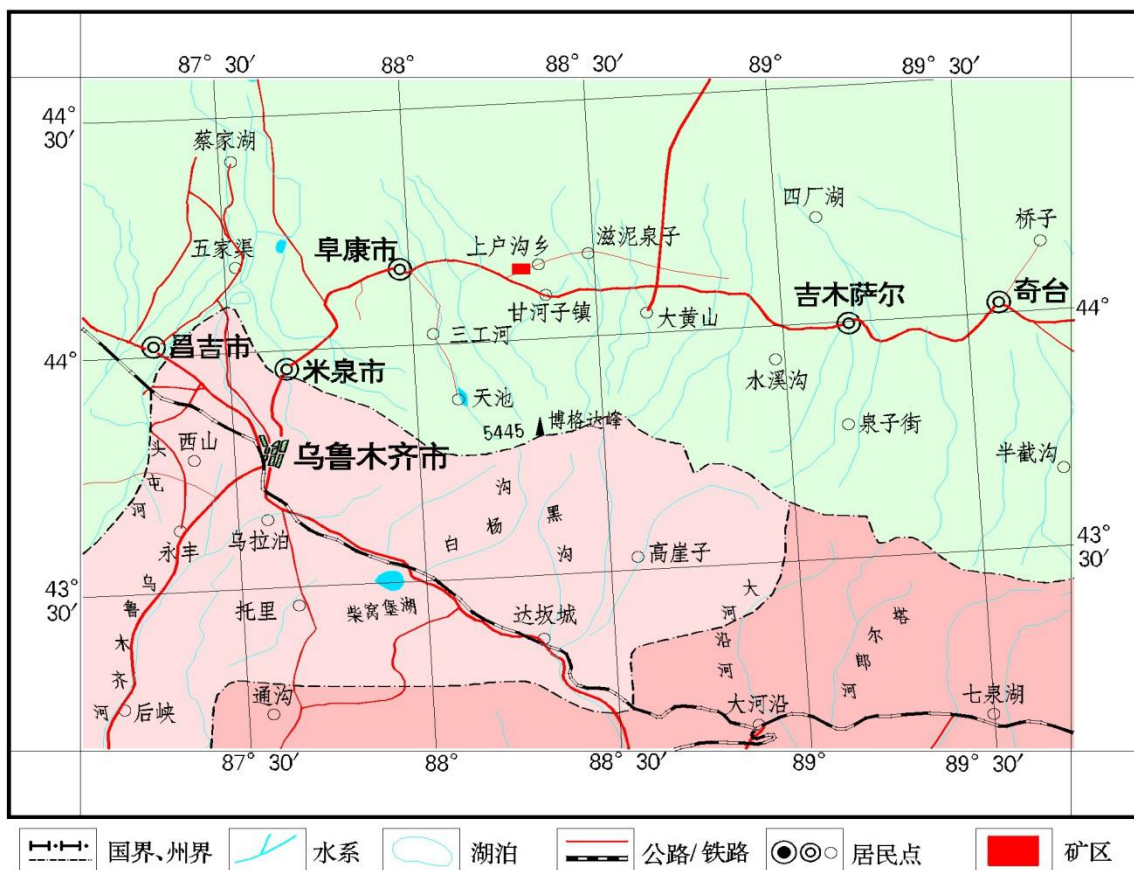 87° 30′
88°
88° 30′
89°
89° 30′
44° 30′
蔡家湖
四厂湖
桥子
五家渠
阜康市
上户沟乡
滋泥泉子
甘河子镇
大黄山
吉木萨尔
奇台
44°
三工河
昌吉市
44°
米泉市
水溪沟
天池
5445
博格达峰
泉子街
西山
乌鲁木齐市
半截沟
头屯河
永丰
乌拉泊
白杨沟
黑沟
高崖子
43° 30′
43° 30′
乌鲁木齐河
托里
柴窝堡湖
达坂城
大河沿河
塔尔郎河
后峡
通沟
大河沿
七泉湖
87° 30′
88°
88° 30′
89°
89° 30′
国界、州界
水系
湖泊
公路/铁路
居民点
矿区